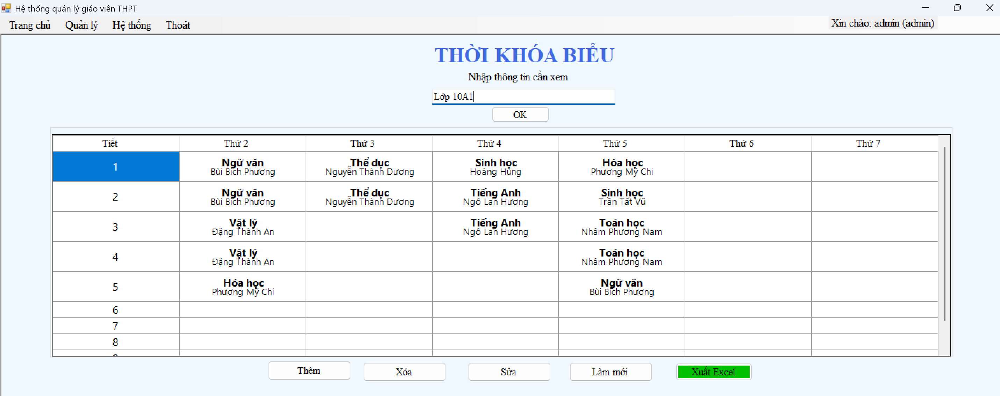 Hệ thống quản lý giáo viên THPT
Trang chủ Quản lý Hệ thống Thoát Xin chào: admin (admin)
THỜI KHÓA BIỂU
Nhập thông tin cần xem
Lớp 10A1
OK
Tiết Thứ 2 Thứ 3 Thứ 4 Thứ 5 Thứ 6 Thứ 7
1 Ngữ văn Thể dục Sinh học Hóa học
Bùi Bích Phương Nguyễn Thành Dương Hoàng Hùng Phương Mỹ Chi
2 Ngữ văn Thể dục Tiếng Anh Sinh học
Bùi Bích Phương Nguyễn Thành Dương Ngô Lan Hương Trần Tất Vũ
3 Vật lý Tiếng Anh Toán học
Đặng Thành An Ngô Lan Hương Nhâm Phương Nam
4 Vật lý Toán học
Đặng Thành An Nhâm Phương Nam
5 Hóa học Ngữ văn
Phương Mỹ Chi Bùi Bích Phương
6
7
8
Thêm Xóa Sửa Làm mới Xuất Excel